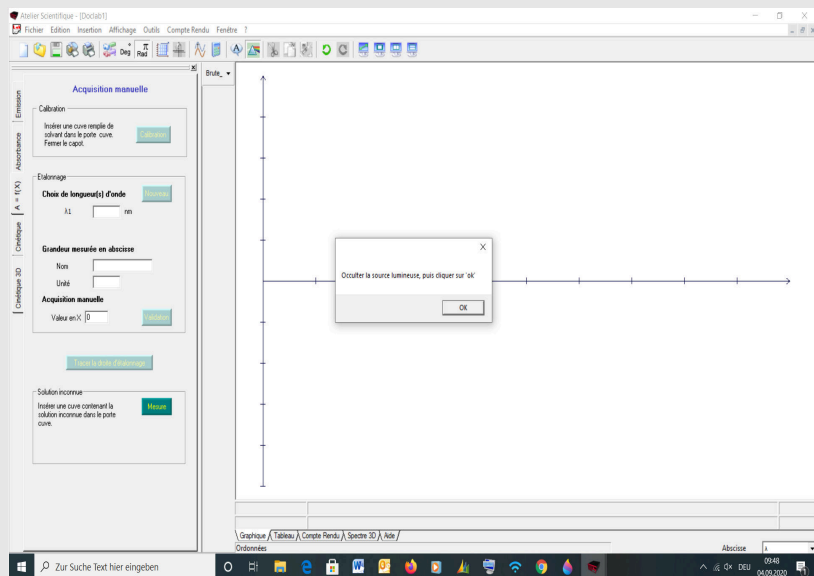 Atelier Scientifique - [Doclab1]
Fichier Edition Insertion Affichage Outils Compte Rendu Fenêtre ?
Deg π Rad
Brute_
Acquisition manuelle
Emission
Absorbance
A = f(X)
Cinétique
Cinétique 3D
Calibration
Insérer une cuve remplie de
solvant dans le porte cuve.
Fermer le capot.
Calibration
Etalonnage
Choix de longueur(s) d'onde
Nouveau
λ1 nm
Grandeur mesurée en abscisse
Nom
Unité
Acquisition manuelle
Valeur en X 0
Validation
Tracer la droite d'étalonnage
Solution inconnue
Insérer une cuve contenant la
solution inconnue dans le porte
cuve.
Mesure
X
Occulter la source lumineuse, puis cliquer sur 'ok'
OK
Graphique Tableau Compte Rendu Spectre 3D Aide
Ordonnées
Abscisse
Zur Suche Text hier eingeben
DEU
09:48
04.09.2020